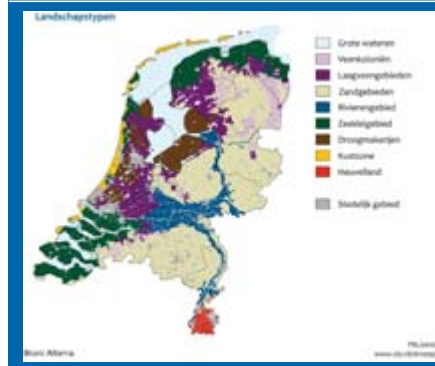 Landschapstypen
Grote wateren
Veenkoloniën
Laagveengebieden
Zandgebieden
Rivierengebied
Zeekleigebied
Droogmakerijen
Kustzone
Heuvelland
Stedelijk gebied
Bron: Alterra